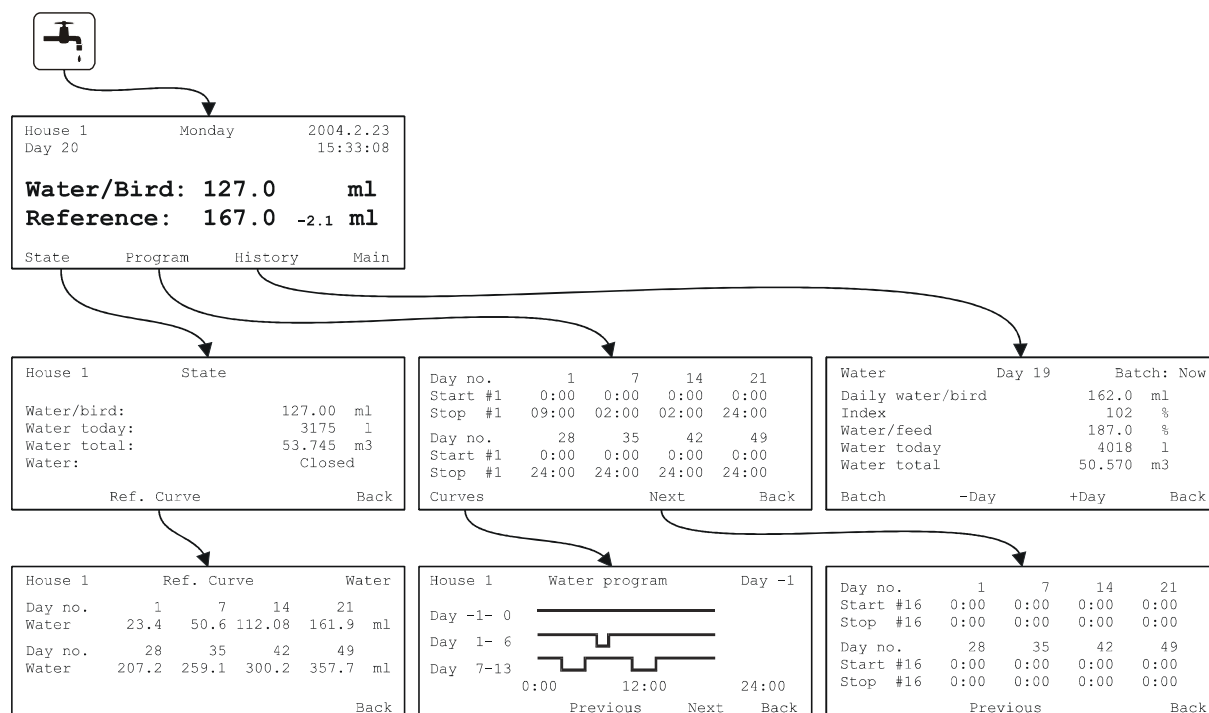 House 1 Monday 2004.2.23
Day 20 15:33:08
Water/Bird: 127.0 ml
Reference: 167.0 -2.1 ml
State Program History Main
House 1 State
Water/bird: 127.00 ml
Water today: 3175 l
Water total: 53.745 m3
Water: Closed
Ref. Curve Back
Day no. 1 7 14 21
Start #1 0:00 0:00 0:00 0:00
Stop #1 09:00 02:00 02:00 24:00
Day no. 28 35 42 49
Start #1 0:00 0:00 0:00 0:00
Stop #1 24:00 24:00 24:00 24:00
Curves Next Back
Water Day 19 Batch: Now
Daily water/bird 162.0 ml
Index 102 %
Water/feed 187.0 %
Water today 4018 l
Water total 50.570 m3
Batch -Day +Day Back
House 1 Ref. Curve Water
Day no. 1 7 14 21
Water 23.4 50.6 112.08 161.9 ml
Day no. 28 35 42 49
Water 207.2 259.1 300.2 357.7 ml
Back
House 1 Water program Day -1
Day -1- 0
Day 1- 6
Day 7-13
0:00 12:00 24:00
Previous Next Back
Day no. 1 7 14 21
Start #16 0:00 0:00 0:00 0:00
Stop #16 0:00 0:00 0:00 0:00
Day no. 28 35 42 49
Start #16 0:00 0:00 0:00 0:00
Stop #16 0:00 0:00 0:00 0:00
Previous Back